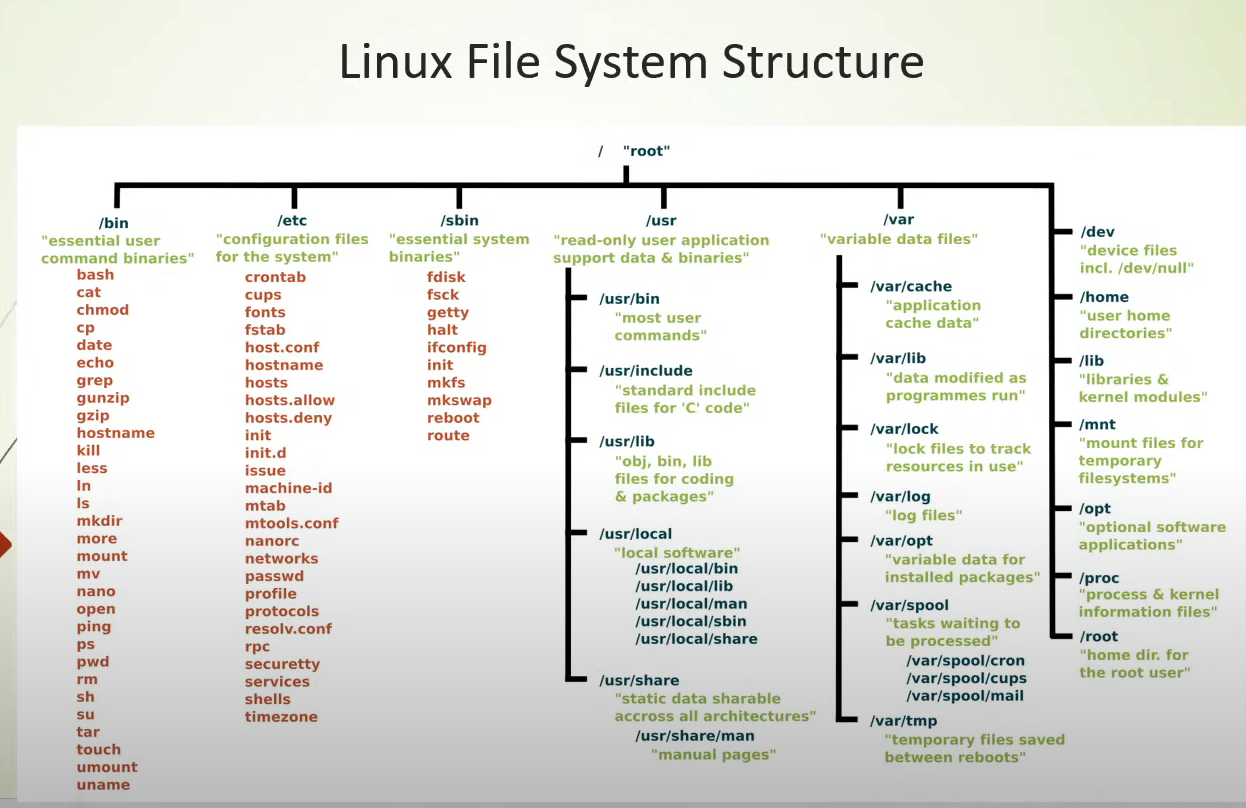 Linux File System Structure
/ "root"
/bin
"essential user
command binaries"
bash
cat
chmod
cp
date
echo
grep
gunzip
gzip
hostname
kill
less
ln
ls
mkdir
more
mount
mv
nano
open
ping
ps
pwd
rm
sh
su
tar
touch
umount
uname
/etc
"configuration files
for the system"
crontab
cups
fonts
fstab
host.conf
hostname
hosts
hosts.allow
hosts.deny
init
init.d
issue
machine-id
mtab
mtools.conf
nanorc
networks
passwd
profile
protocols
resolv.conf
rpc
securetty
services
shells
timezone
/sbin
"essential system
binaries"
fdisk
fsck
getty
halt
ifconfig
init
mkfs
mkswap
reboot
route
/usr
"read-only user application
support data & binaries"
/usr/bin
"most user
commands"
/usr/include
"standard include
files for 'C' code"
/usr/lib
"obj, bin, lib
files for coding
& packages"
/usr/local
"local software"
/usr/local/bin
/usr/local/lib
/usr/local/man
/usr/local/sbin
/usr/local/share
/usr/share
"static data sharable
accross all architectures"
/usr/share/man
"manual pages"
/var
"variable data files"
/var/cache
"application
cache data"
/var/lib
"data modified as
programmes run"
/var/lock
"lock files to track
resources in use"
/var/log
"log files"
/var/opt
"variable data for
installed packages"
/var/spool
"tasks waiting to
be processed"
/var/spool/cron
/var/spool/cups
/var/spool/mail
/var/tmp
"temporary files saved
between reboots"
/dev
"device files
incl. /dev/null"
/home
"user home
directories"
/lib
"libraries &
kernel modules"
/mnt
"mount files for
temporary
filesystems"
/opt
"optional software
applications"
/proc
"process & kernel
information files"
/root
"home dir. for
the root user"